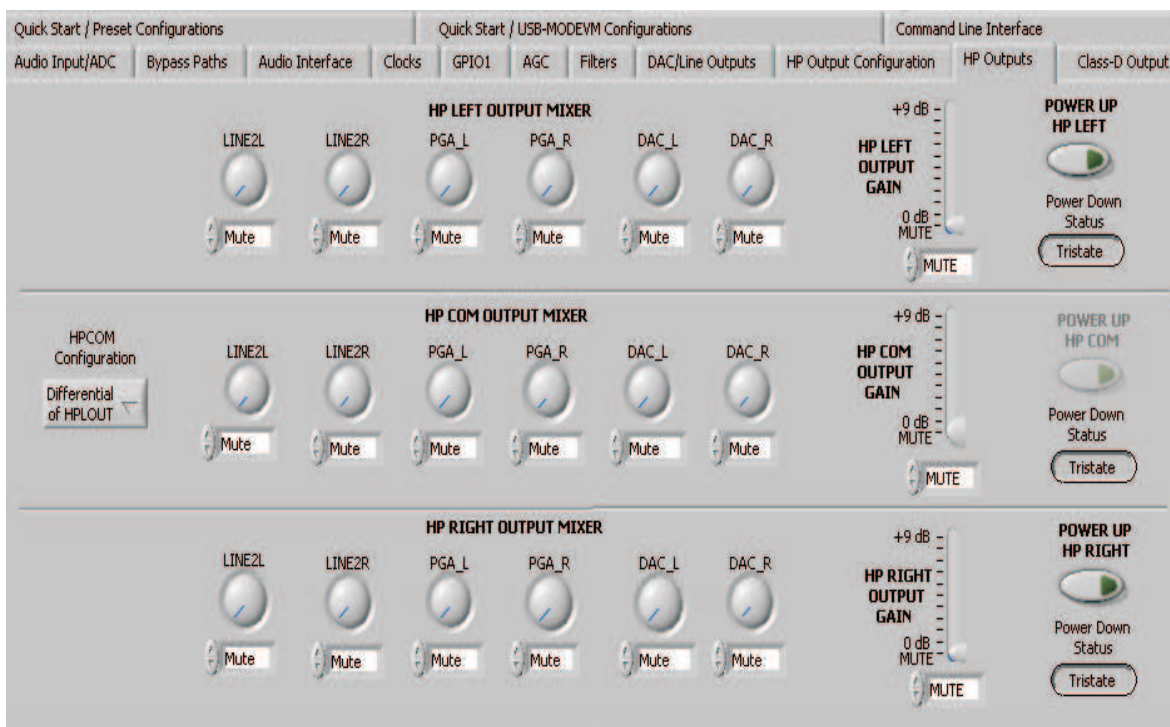 Quick Start / Preset Configurations
Quick Start / USB-MODEVM Configurations
Command Line Interface
Audio Input/ADC
Bypass Paths
Audio Interface
Clocks
GPIO1
AGC
Filters
DAC/Line Outputs
HP Output Configuration
HP Outputs
Class-D Output
HP LEFT OUTPUT MIXER
LINE2L
LINE2R
PGA_L
PGA_R
DAC_L
DAC_R
Mute
Mute
Mute
Mute
Mute
Mute
+9 dB
HP LEFT
OUTPUT
GAIN
0 dB
MUTE
MUTE
POWER UP
HP LEFT
Power Down
Status
Tristate
HPCOM
Configuration
Differential
of HPLOUT
HP COM OUTPUT MIXER
LINE2L
LINE2R
PGA_L
PGA_R
DAC_L
DAC_R
Mute
Mute
Mute
Mute
Mute
Mute
+9 dB
HP COM
OUTPUT
GAIN
0 dB
MUTE
MUTE
POWER UP
HP COM
Power Down
Status
Tristate
HP RIGHT OUTPUT MIXER
LINE2L
LINE2R
PGA_L
PGA_R
DAC_L
DAC_R
Mute
Mute
Mute
Mute
Mute
Mute
+9 dB
HP RIGHT
OUTPUT
GAIN
0 dB
MUTE
MUTE
POWER UP
HP RIGHT
Power Down
Status
Tristate